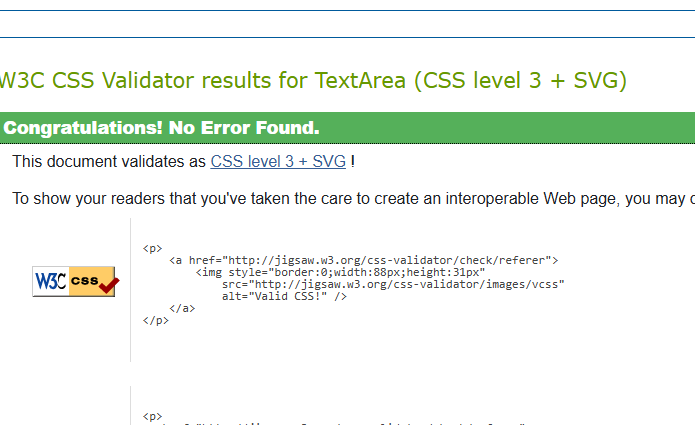 W3C CSS Validator results for TextArea (CSS level 3 + SVG)
Congratulations! No Error Found.
This document validates as CSS level 3 + SVG !
To show your readers that you've taken the care to create an interoperable Web page, you may
W3C css
<p>
<a href="http://jigsaw.w3.org/css-validator/check/referer">
<img style="border:0;width:88px;height:31px"
src="http://jigsaw.w3.org/css-validator/images/vcss"
alt="Valid CSS!" />
</a>
</p>
<p>